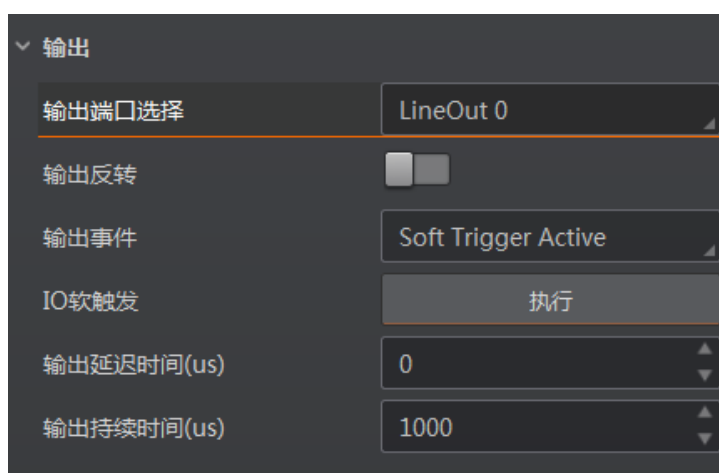 输出
输出端口选择 LineOut 0
输出反转
输出事件 Soft Trigger Active
IO软触发 执行
输出延迟时间(us) 0
输出持续时间(us) 1000